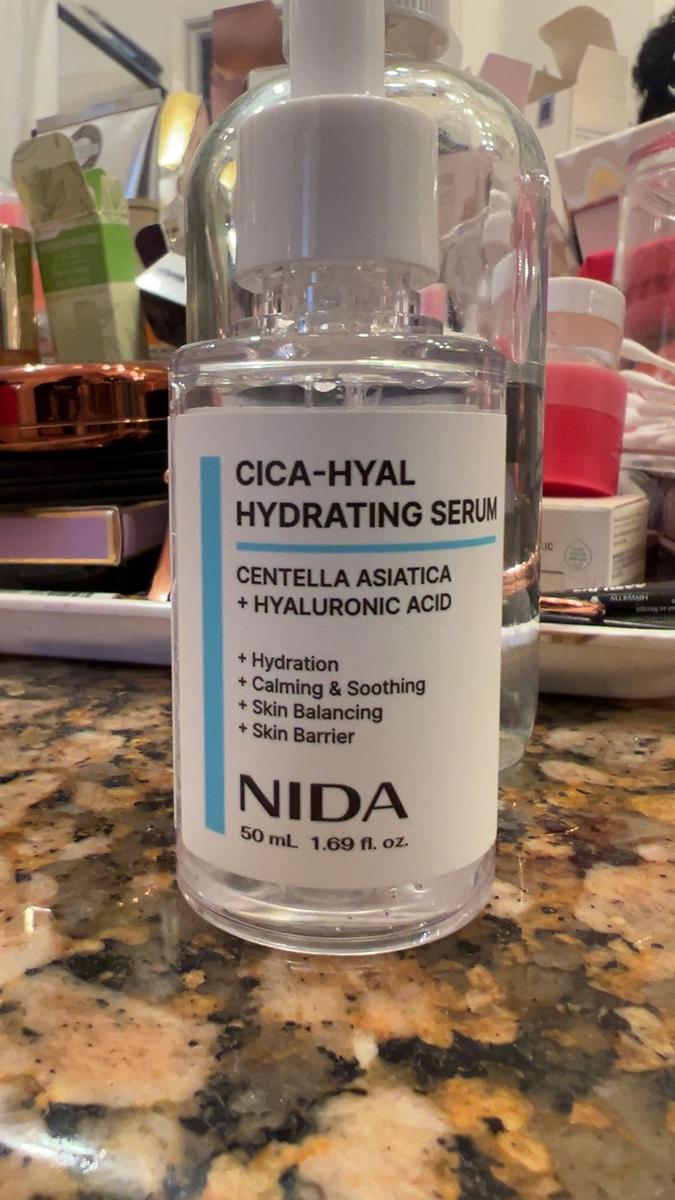 CICA-HYAL
HYDRATING SERUM
CENTELLA ASIATICA
+ HYALURONIC ACID
+ Hydration
+ Calming & Soothing
+ Skin Balancing
+ Skin Barrier
NIDA
50 mL 1.69 fl. oz.